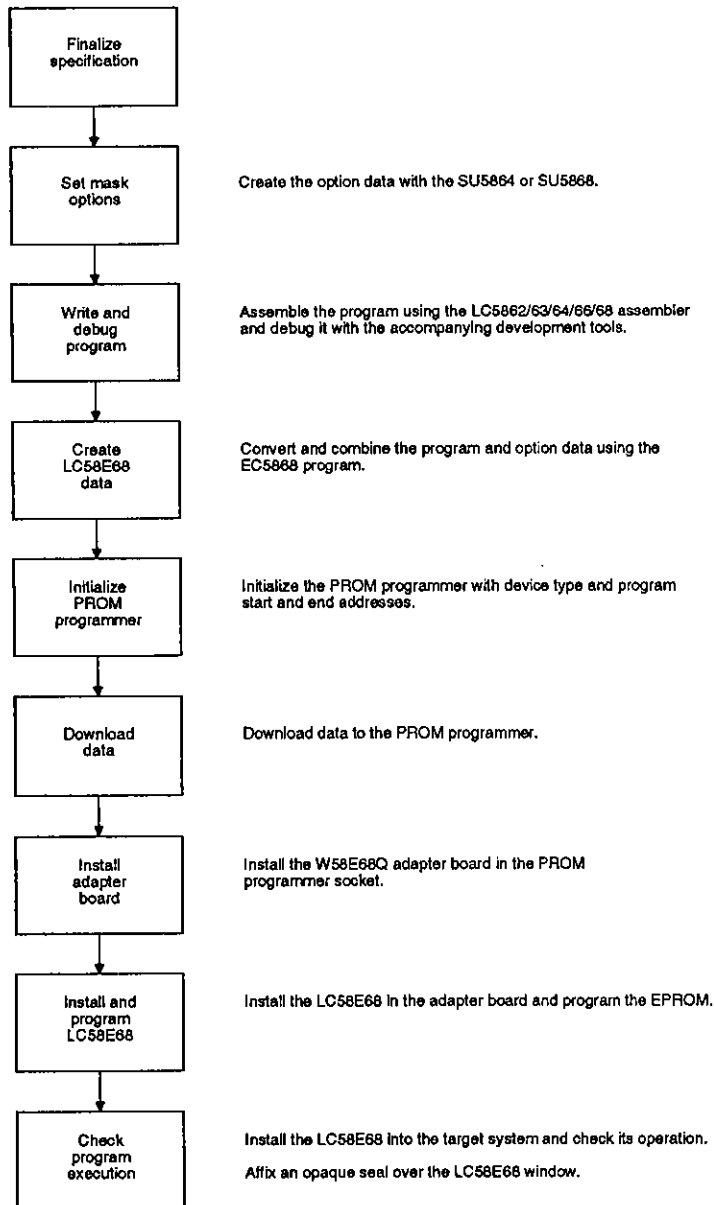 Finalize
specification
Set mask
options
Create the option data with the SU5864 or SU5868.
Write and
debug
program
Assemble the program using the LC5862/63/64/66/68 assembler
and debug it with the accompanying development tools.
Create
LC58E68
data
Convert and combine the program and option data using the
EC5868 program.
Initialize
PROM
programmer
Initialize the PROM programmer with device type and program
start and end addresses.
Download
data
Download data to the PROM programmer.
Install
adapter
board
Install the W58E68Q adapter board in the PROM
programmer socket.
Install and
program
LC58E68
Install the LC58E68 in the adapter board and program the EPROM.
Check
program
execution
Install the LC58E68 into the target system and check its operation.
Affix an opaque seal over the LC58E68 window.